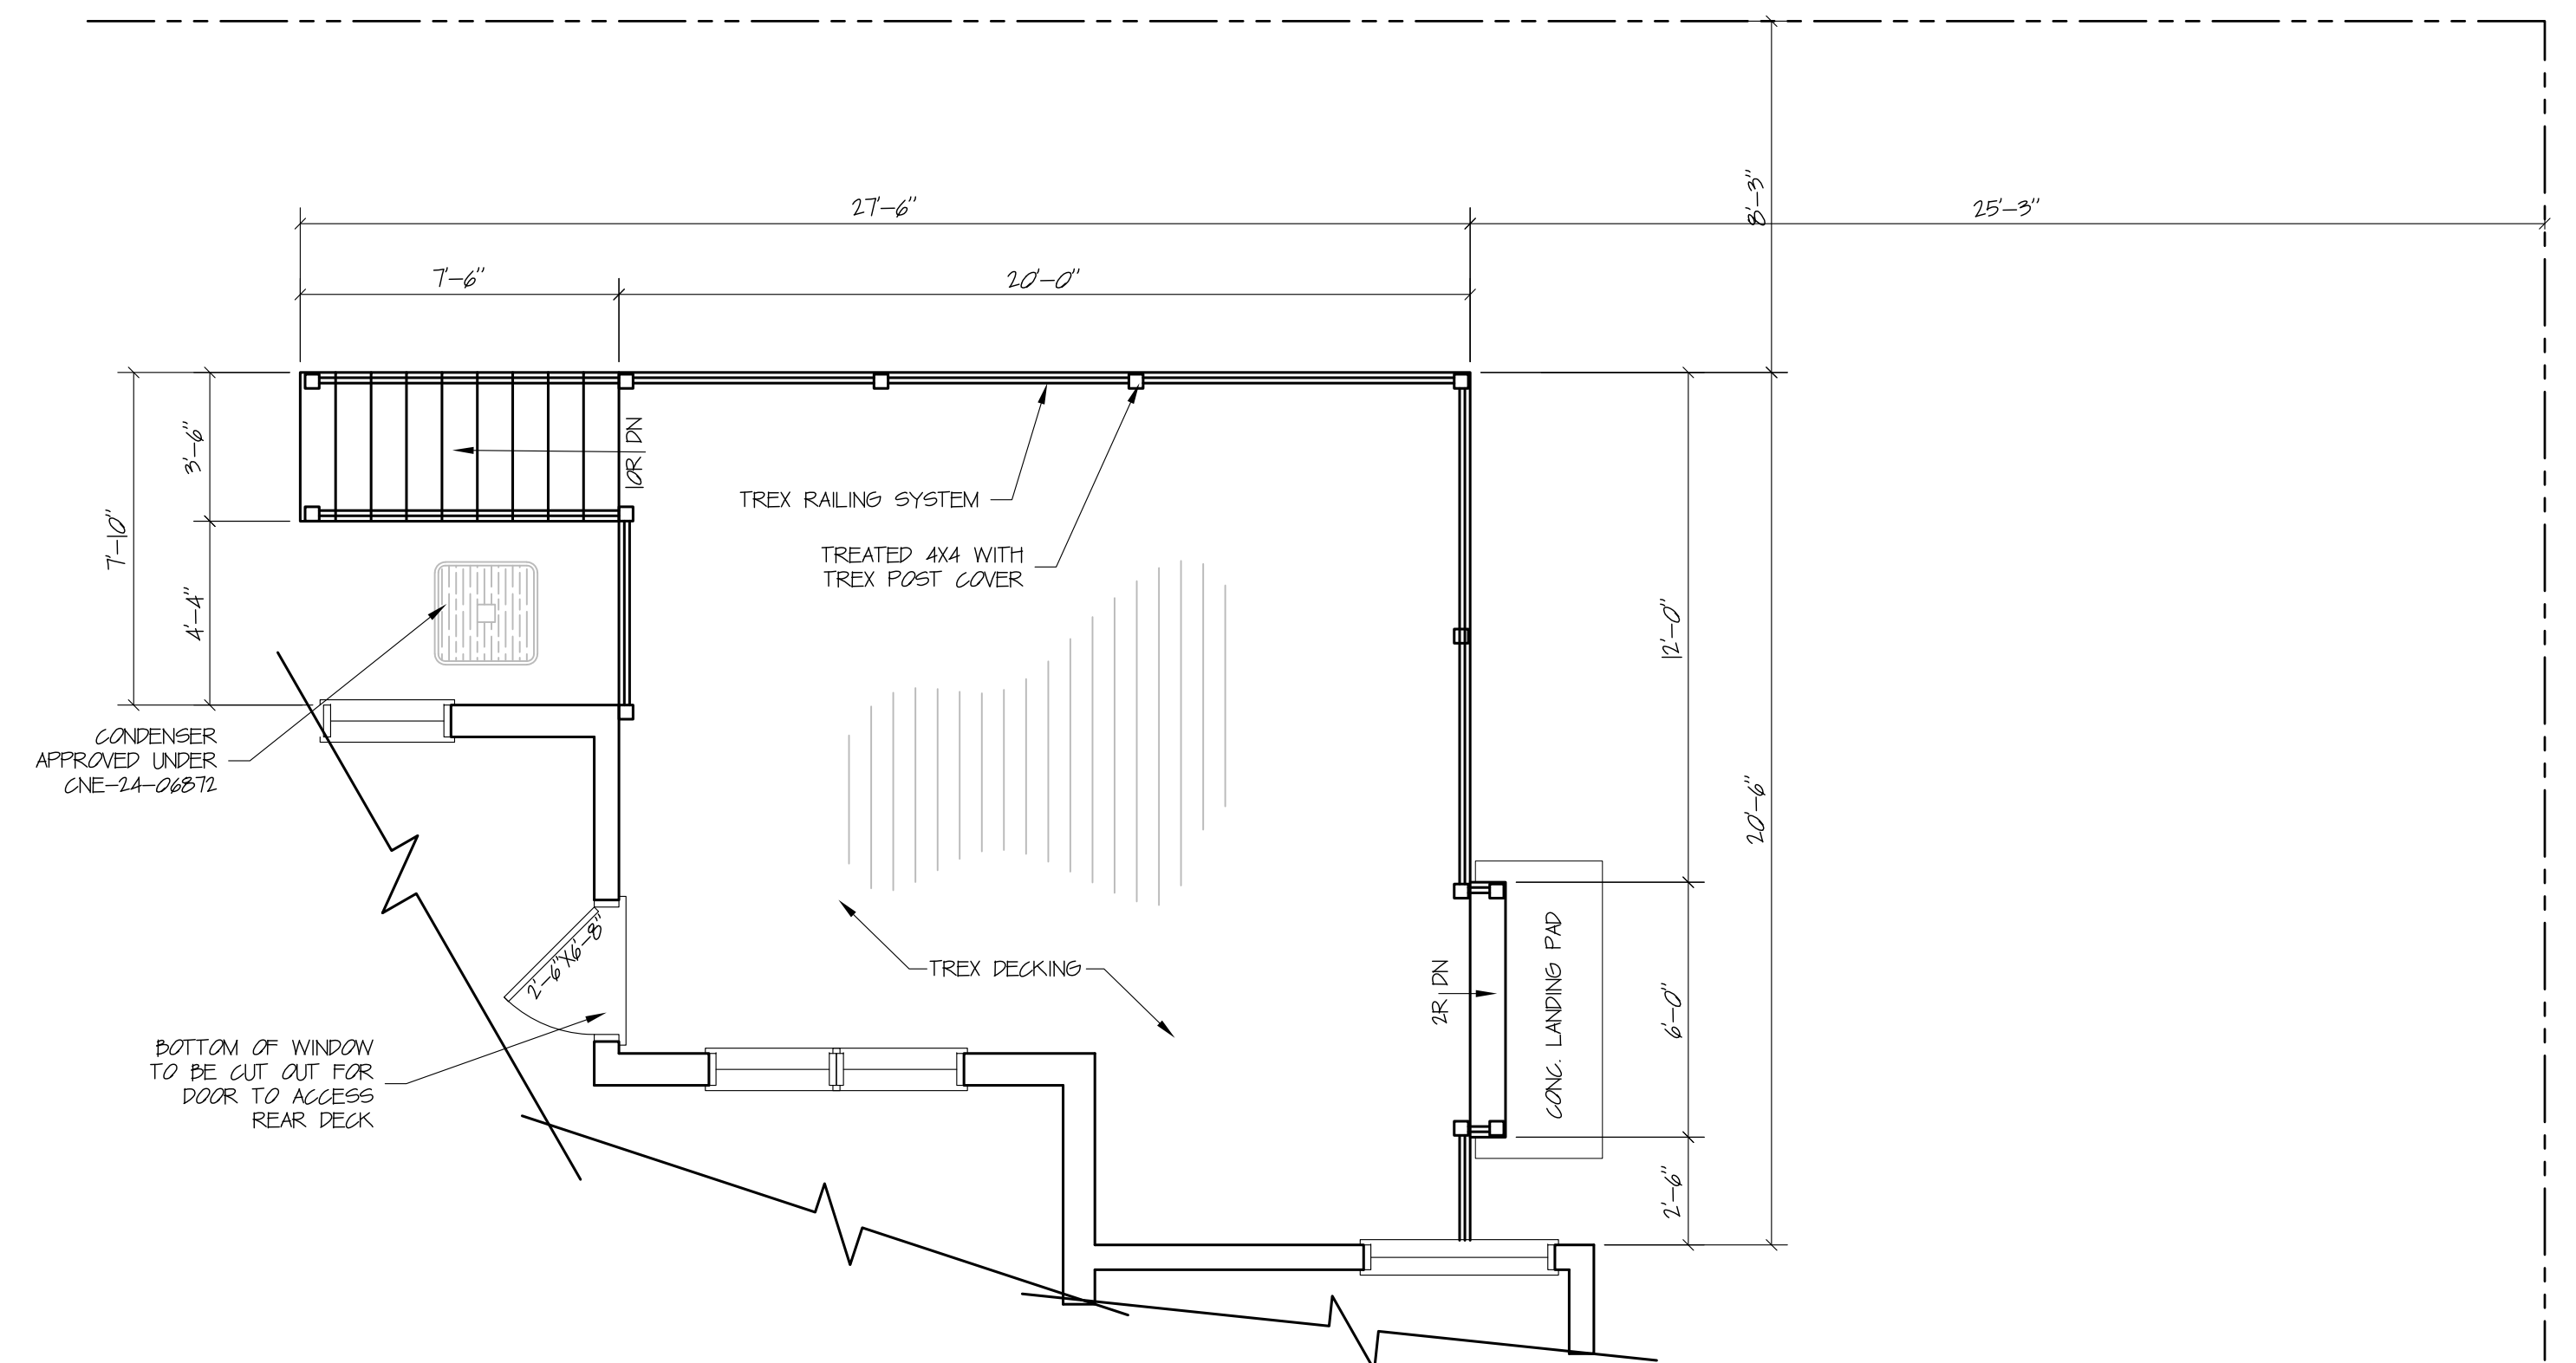 8'-3"
27'-6"
25'-3"
7'-6"
20'-0"
10R DN
3'-6"
7'-10"
4'-4"
TREX RAILING SYSTEM
TREATED 4X4 WITH
TREX POST COVER
12'-0"
CONDENSER
APPROVED UNDER
CNE-24-06872
20'-6"
2'-6"X6'-8"
TREX DECKING
2R DN
CONC. LANDING PAD
6'-0"
BOTTOM OF WINDOW
TO BE CUT OUT FOR
DOOR TO ACCESS
REAR DECK
2'-6"